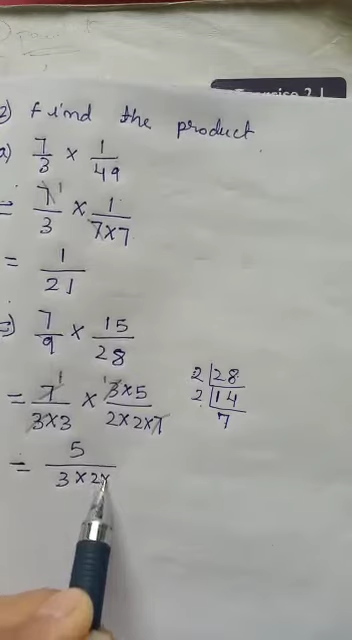 2) Find the product
a) 7/3 × 1/49
= 7/3 × 1/7×7
= 1/21
c) 7/9 × 15/28
= 7/3×3 × 3×5/2×2×7
2 | 28
2 | 14
7
= 5/3×2×